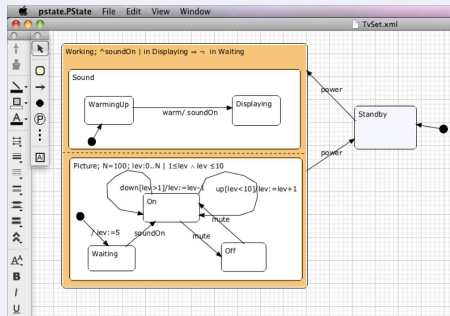 pstate.PState File Edit View Window
TvSet.xml
Working; ^soundOn | in Displaying ⇒ ¬ in Waiting
Sound
WarmingUp
warm/ soundOn
Displaying
power
Standby
power
Picture; N=100; lev:0..N | 1≤lev ∧ lev ≤10
down[lev>1]/lev:=lev-1
up[lev<10]/lev:=lev+1
On
mute
/ lev:=5
soundOn
mute
Waiting
Off
A
P
A
AA
B
I
U